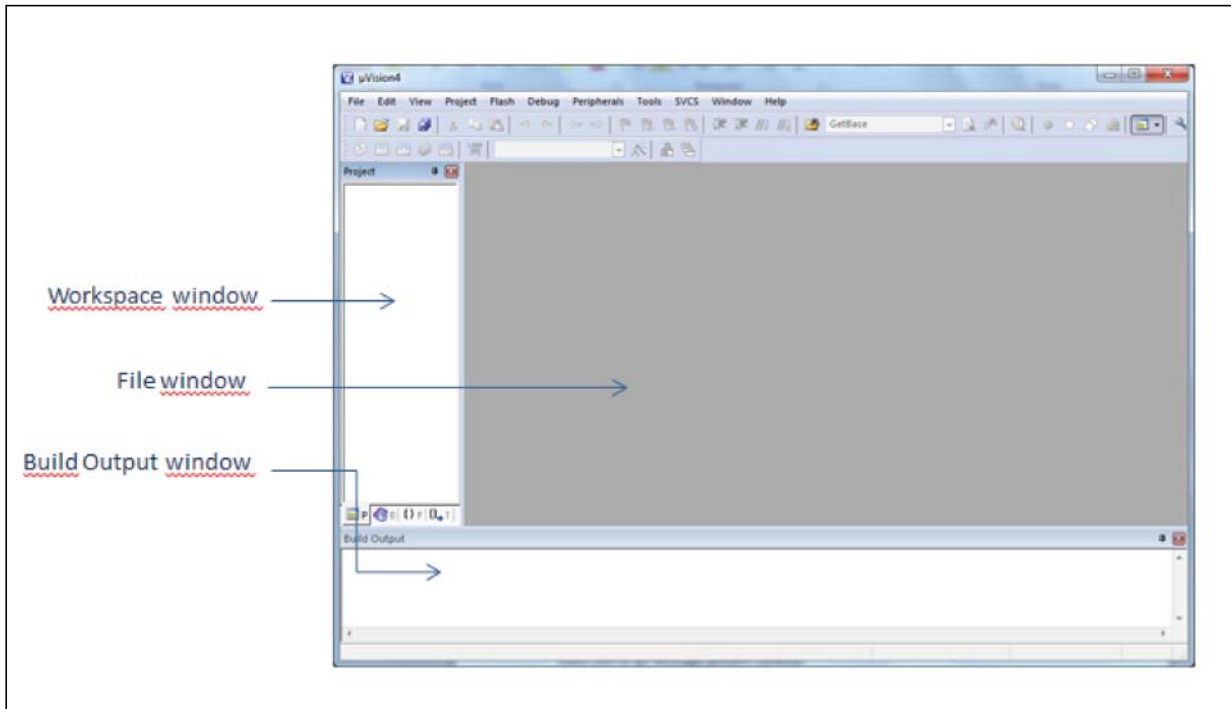 µVision4
File Edit View Project Flash Debug Peripherals Tools SVCS Window Help
GetBase
Project
Workspace window
File window
Build Output window
P D {} F 0 T
Build Output